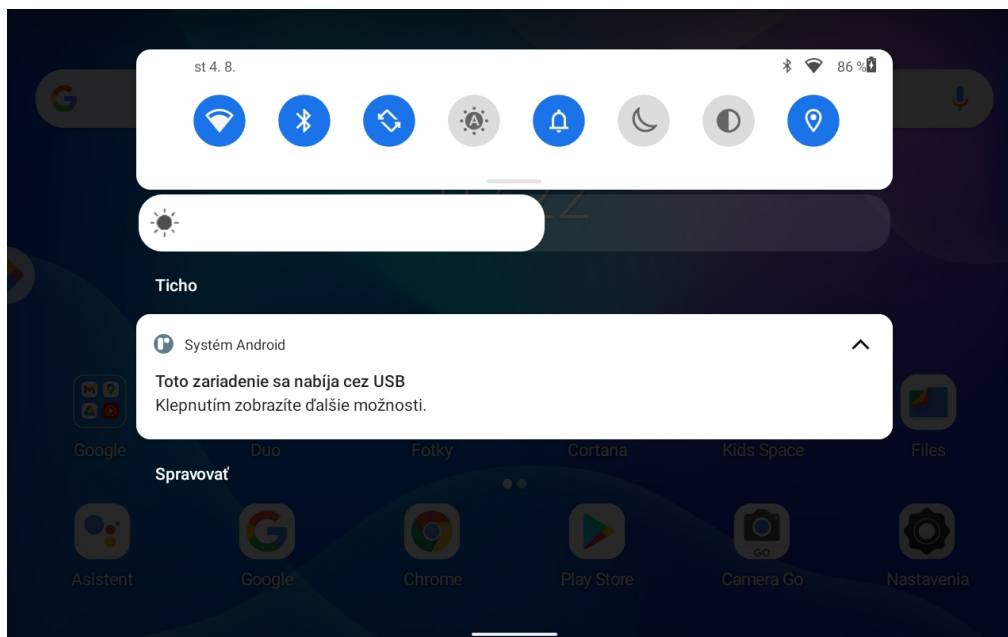 st 4. 8.
86 %
Ticho
Systém Android
Toto zariadenie sa nabíja cez USB
Klepnutím zobrazíte ďalšie možnosti.
Google
Duo
Fotky
Cortana
Kids Space
Files
Spravovať
GO
Asistent
Google
Chrome
Play Store
Camera Go
Nastavenia